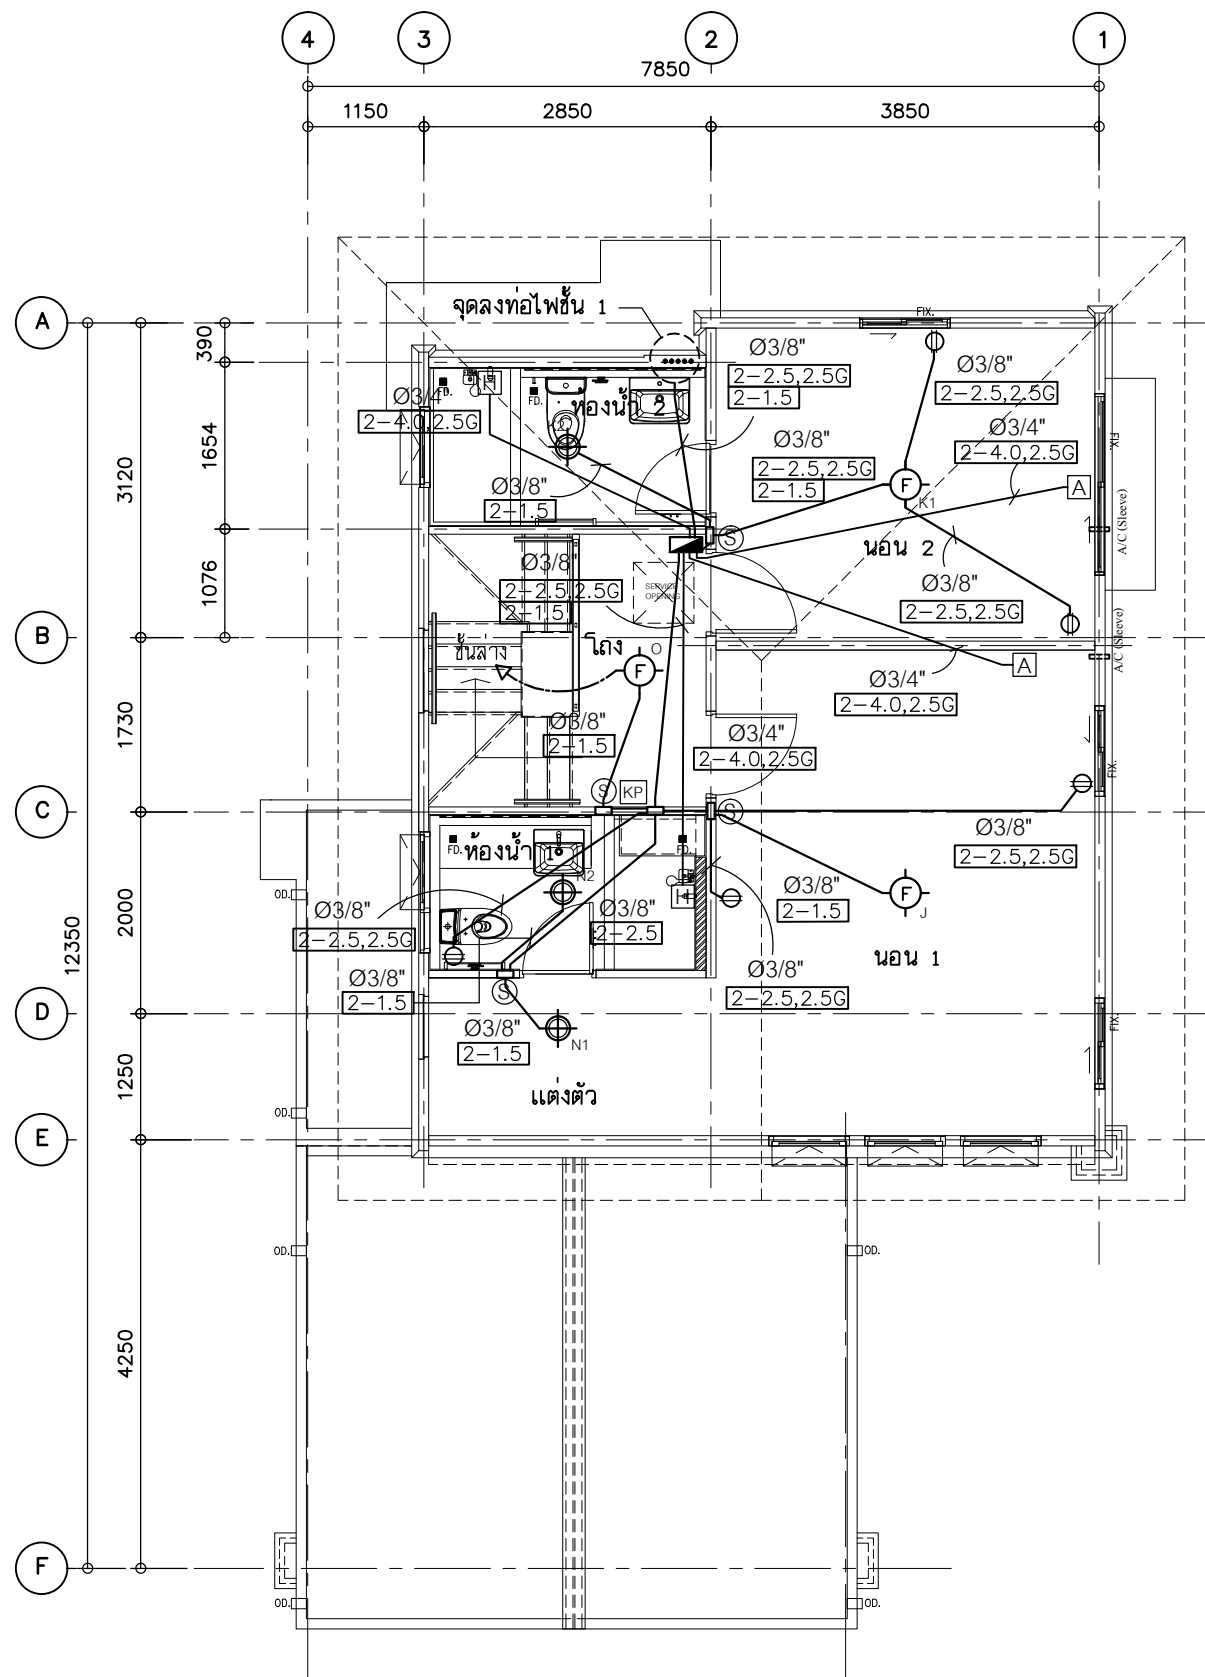 4
3
2
1
7850
1150
2850
3850
A
B
C
D
E
F
390
1654
3120
1076
1730
2000
12350
1250
4250
จุดลงท่อไฟชั้น 1
FIX.
Ø3/8"
2-2.5,2.5G
2-1.5
Ø3/8"
2-2.5,2.5G
Ø3/4"
2-4.0,2.5G
FD.
FD.
ห้องน้ำ 2
H
Ø3/4"
2-4.0,2.5G
FIX.
Ø3/8"
2-2.5,2.5G
2-1.5
F
K1
A
Ø3/8"
2-1.5
A/C (Sleeve)
S
นอน 2
Ø3/8"
2-2.5,2.5G
2-1.5
SERVICE
OPENING
Ø3/8"
2-2.5,2.5G
ชั้นล่าง
โถง
O
F
A
A/C (Sleeve)
Ø3/4"
2-4.0,2.5G
Ø3/8"
2-1.5
Ø3/4"
2-4.0,2.5G
FIX.
S
KP
S
Ø3/8"
2-2.5,2.5G
FD.
ห้องน้ำ 1
FD.
N2
H
OD.
Ø3/8"
2-2.5,2.5G
Ø3/8"
2-2.5
Ø3/8"
2-1.5
F
J
นอน 1
Ø3/8"
2-1.5
S
Ø3/8"
2-2.5,2.5G
Ø3/8"
2-1.5
N1
FIX.
แต่งตัว
OD.
OD.
OD.
OD.
OD.